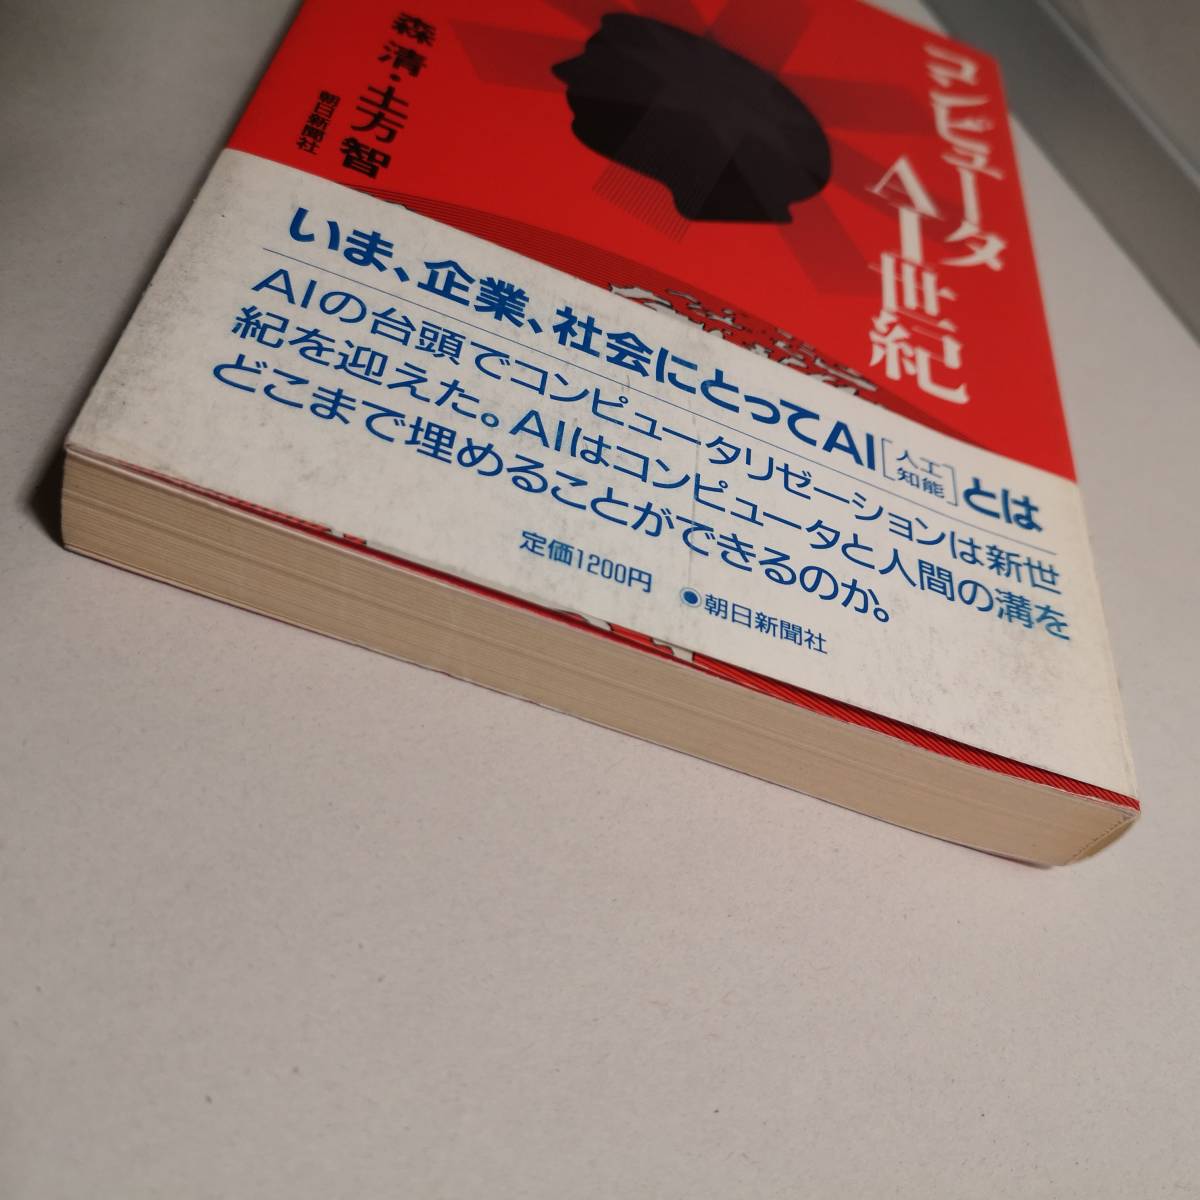 コンピュータ
AI世紀
森 清・土方智
朝日新聞社
いま、企業、社会にとってAI[人工知能]とは
AIの台頭でコンピュータリゼーションは新世
紀を迎えた。AIはコンピュータと人間の溝を
どこまで埋めることができるのか。
定価1200円 ◉朝日新聞社